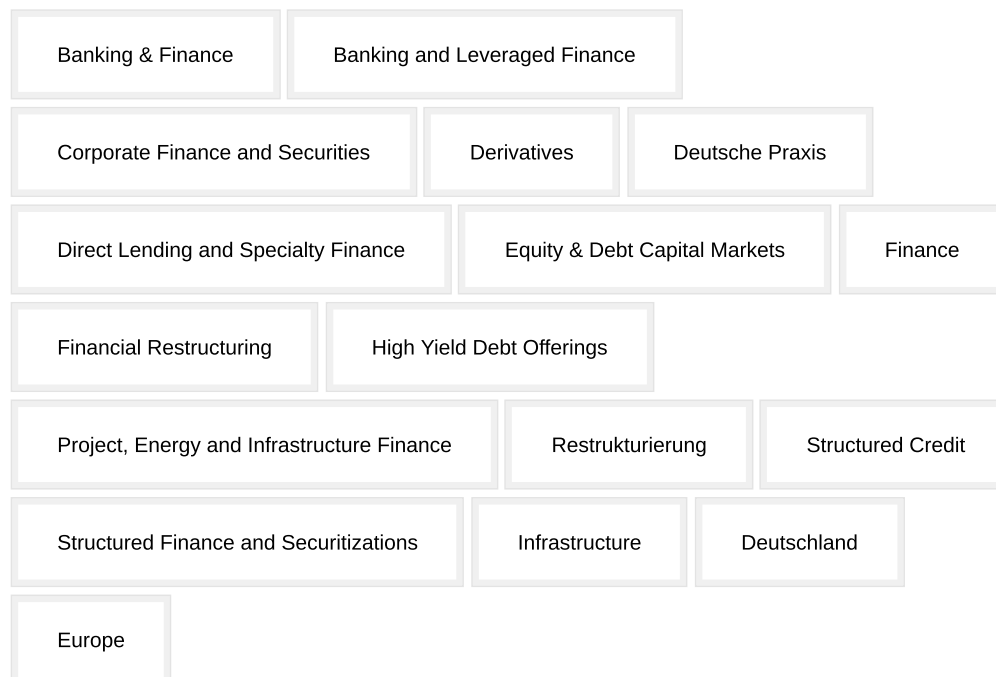 Banking & Finance
Banking and Leveraged Finance
Corporate Finance and Securities
Derivatives
Deutsche Praxis
Direct Lending and Specialty Finance
Equity & Debt Capital Markets
Finance
Financial Restructuring
High Yield Debt Offerings
Project, Energy and Infrastructure Finance
Restrukturierung
Structured Credit
Structured Finance and Securitizations
Infrastructure
Deutschland
Europe